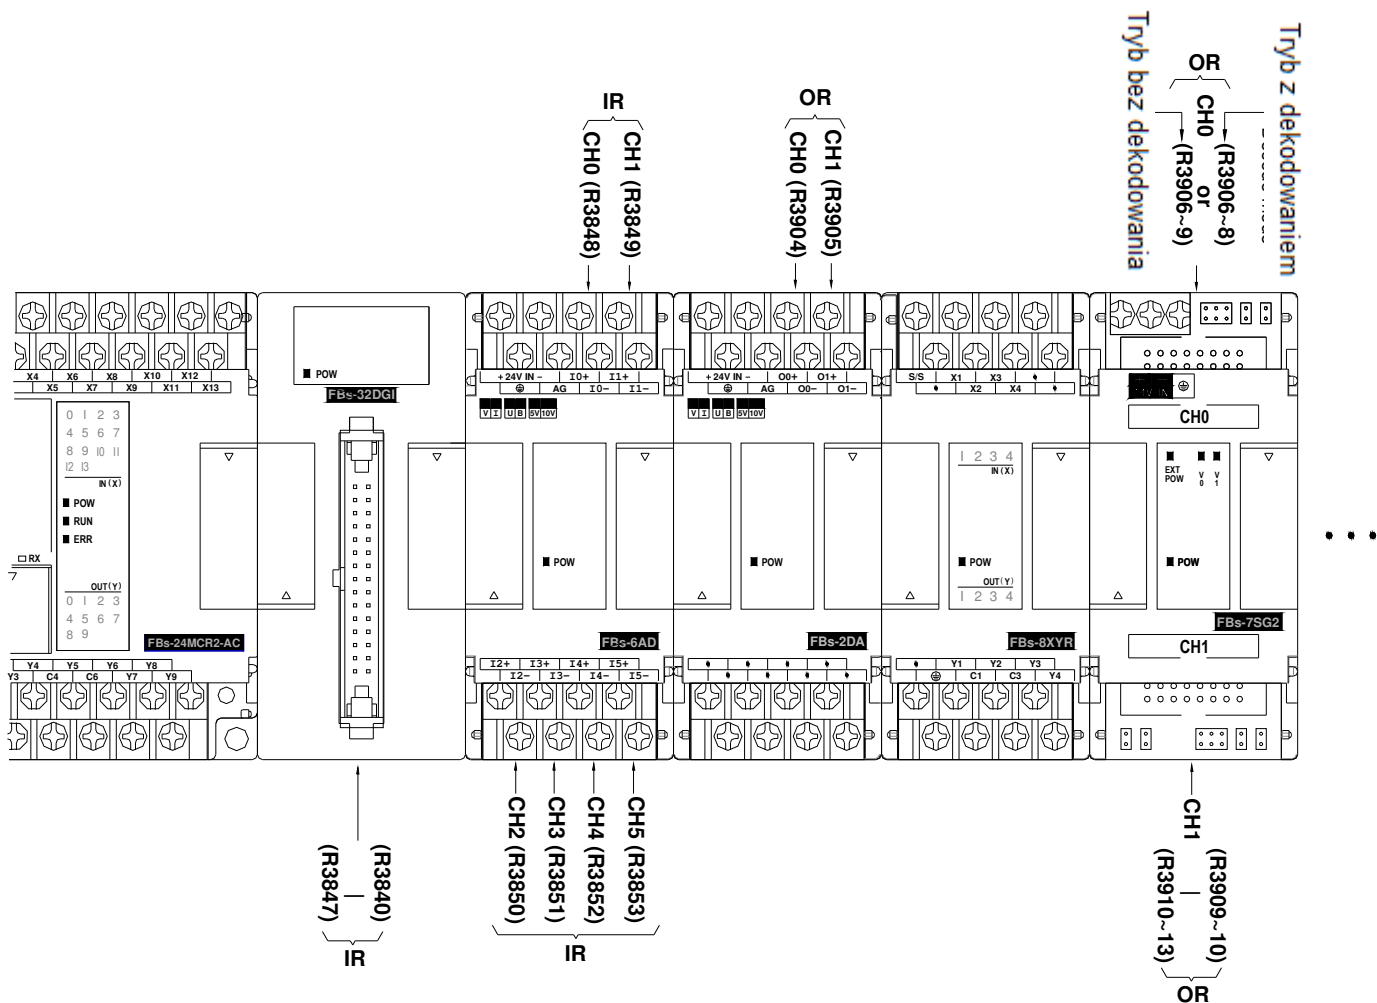 Tryb bez dekodowania
Tryb z dekodowaniem
OR
CH0
(R3906~8)
or
(R3906~9)
IR
CH0 (R3848)
CH1 (R3849)
OR
CH0 (R3904)
CH1 (R3905)
X4 X6 X8 X10 X12
X5 X7 X9 X11 X13
0 1 2 3
4 5 6 7
8 9 10 11
12 13
IN (X)
POW
RUN
ERR
RX
OUT (Y)
0 1 2 3
4 5 6 7
8 9
FBs-24MCR2-AC
Y4 Y5 Y6 Y8
Y3 C4 C6 Y7 Y9
POW
FBs-32DGI
+24V IN - I0+ I1+
AG I0- I1-
V I U B 5V 10V
POW
FBs-6AD
I2+ I3+ I4+ I5+
I2- I3- I4- I5-
+24V IN - O0+ O1+
AG O0- O1-
V I U B 5V 10V
POW
FBs-2DA
S/S X1 X3
X2 X4
1 2 3 4
IN (X)
POW
OUT (Y)
1 2 3 4
FBs-8XYR
Y1 Y2 Y3
C1 C3 Y4
CH0
EXT POW
V0 V1
POW
FBs-7SG2
CH1
(R3840)
(R3847)
IR
CH2 (R3850)
CH3 (R3851)
CH4 (R3852)
CH5 (R3853)
IR
CH1
(R3909~10)
(R3910~13)
OR